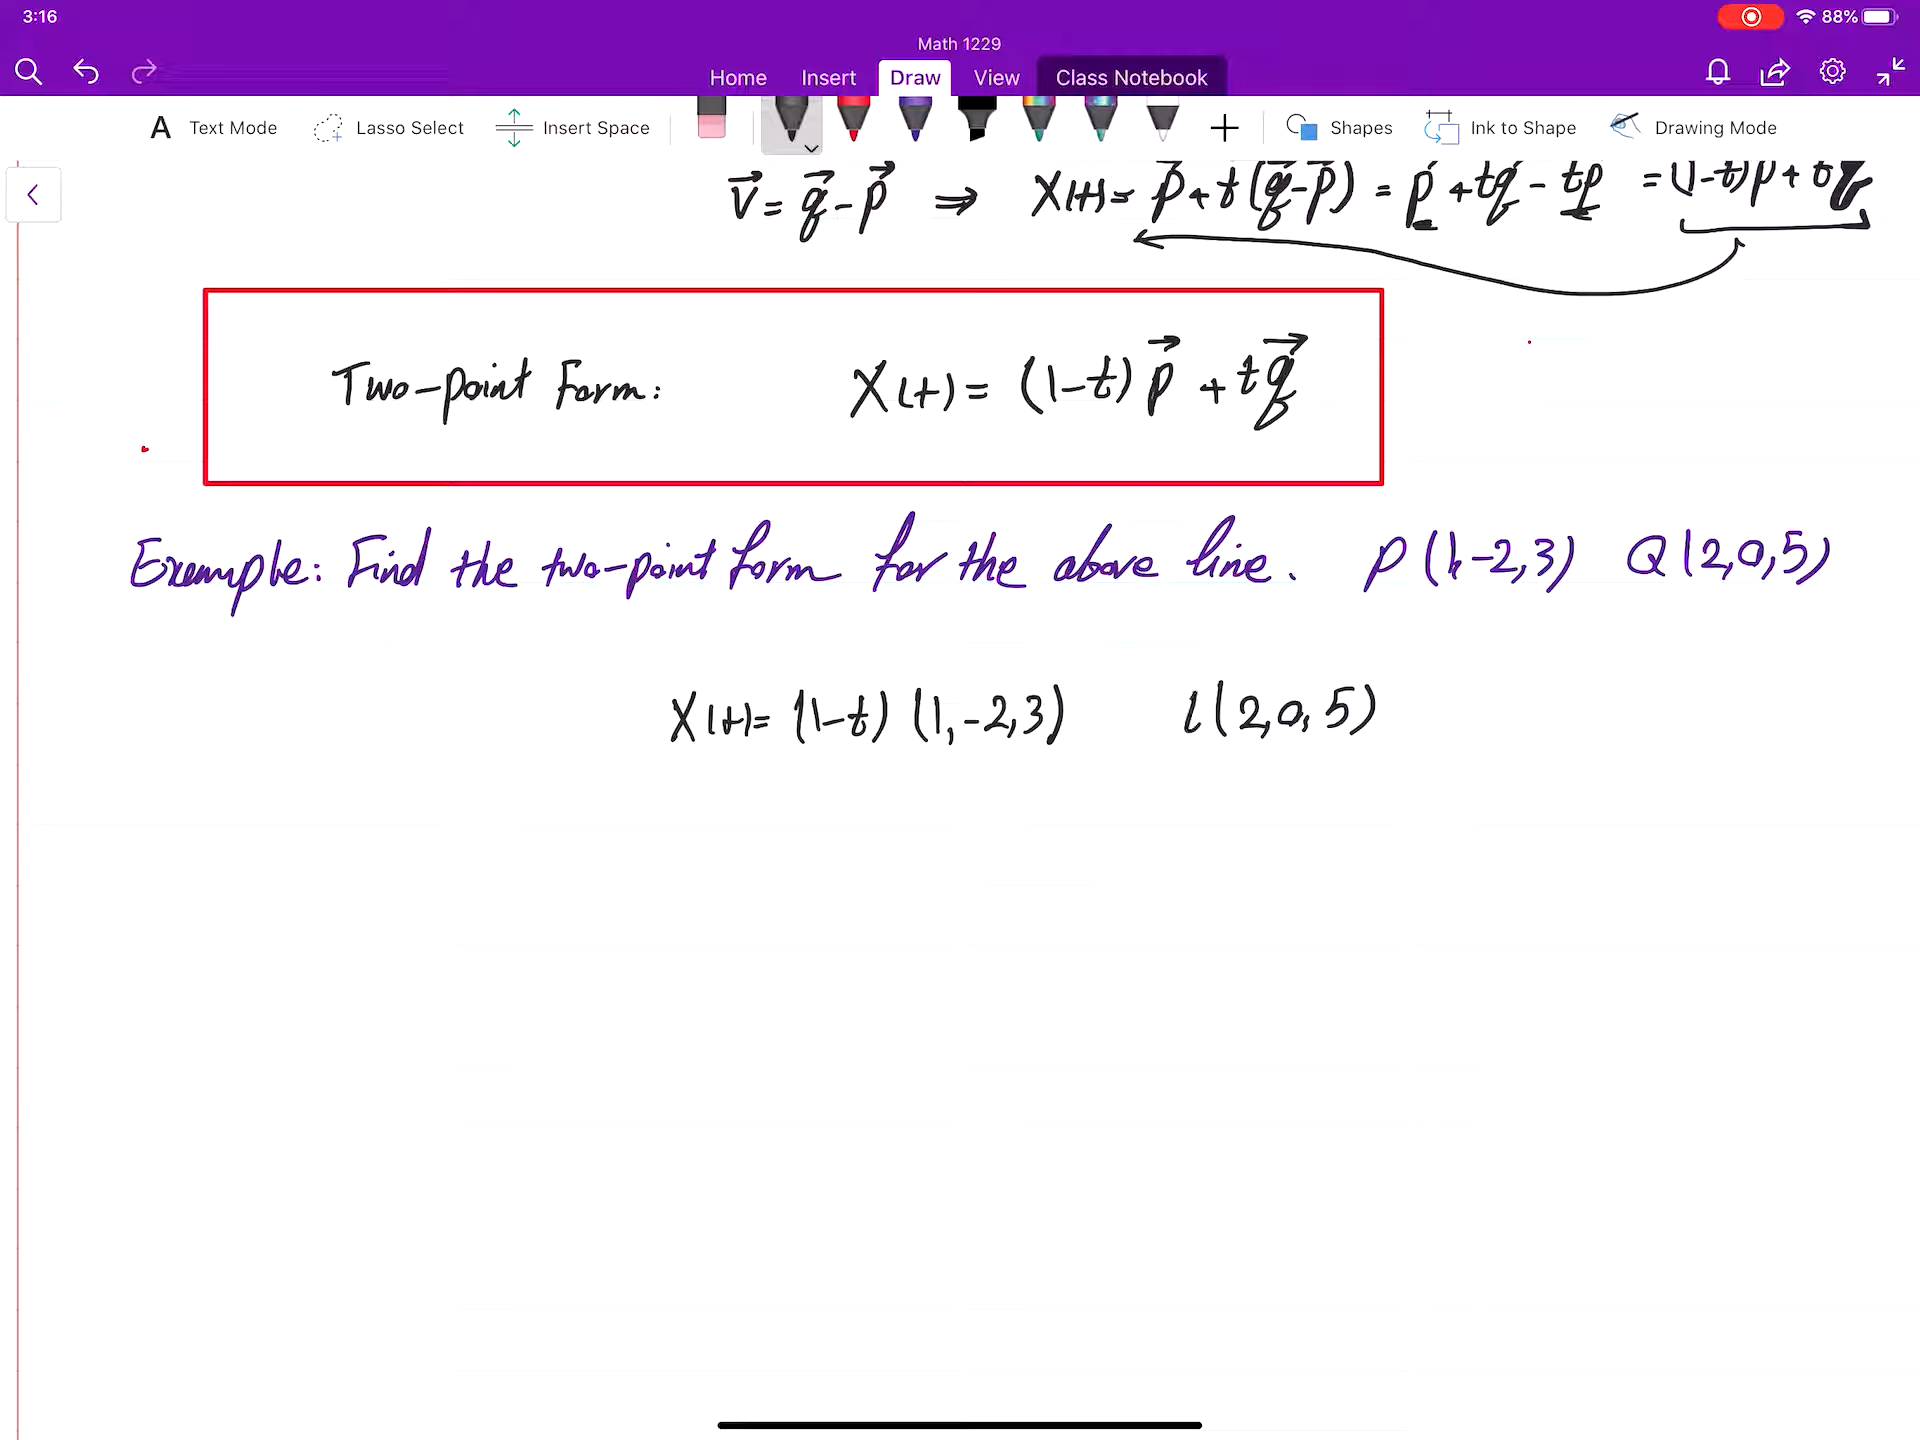 3:16
88%
Math 1229
Home Insert Draw View Class Notebook
A Text Mode Lasso Select Insert Space Shapes Ink to Shape Drawing Mode
v⃗ = q⃗ - p⃗ ⇒ X(t) = p⃗ + t(q⃗ - p⃗) = p⃗ + tq⃗ - tp = (1-t)p + tq
Two-point Form: X(t) = (1-t) p⃗ + tq⃗
Example: Find the two-point form for the above line. P(1,-2,3) Q(2,0,5)
X(t) = (1-t) (1,-2,3) t(2,0,5)